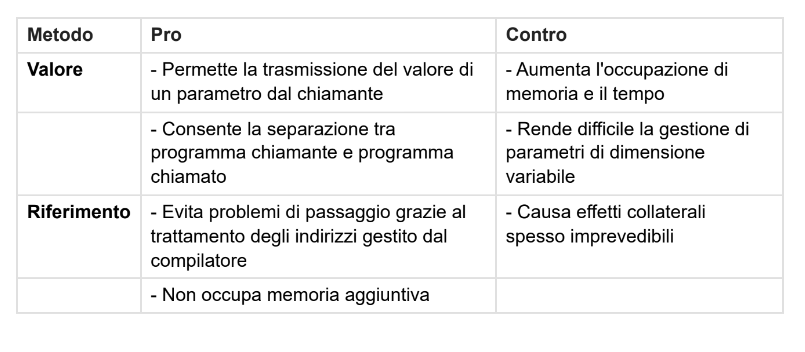 Metodo Pro Contro
Valore - Permette la trasmissione del valore di - Aumenta l'occupazione di
un parametro dal chiamante memoria e il tempo
- Consente la separazione tra - Rende difficile la gestione di
programma chiamante e programma parametri di dimensione
chiamato variabile
Riferimento - Evita problemi di passaggio grazie al - Causa effetti collaterali
trattamento degli indirizzi gestito dal spesso imprevedibili
compilatore
- Non occupa memoria aggiuntiva